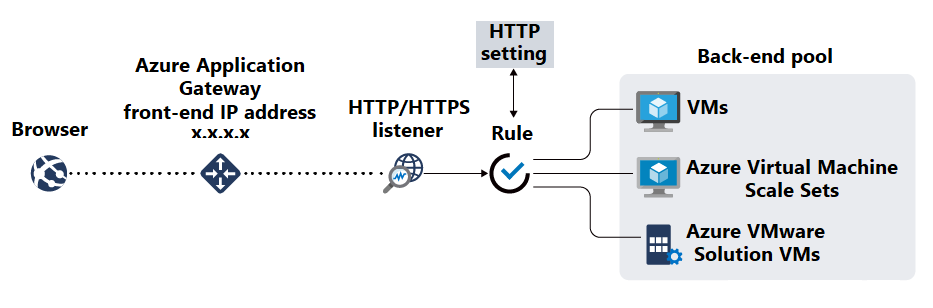 HTTP
setting
Back-end pool
Azure Application
Gateway
front-end IP address
x.x.x.x
HTTP/HTTPS
listener
Browser
Rule
VMs
Azure Virtual Machine
Scale Sets
Azure VMware
Solution VMs